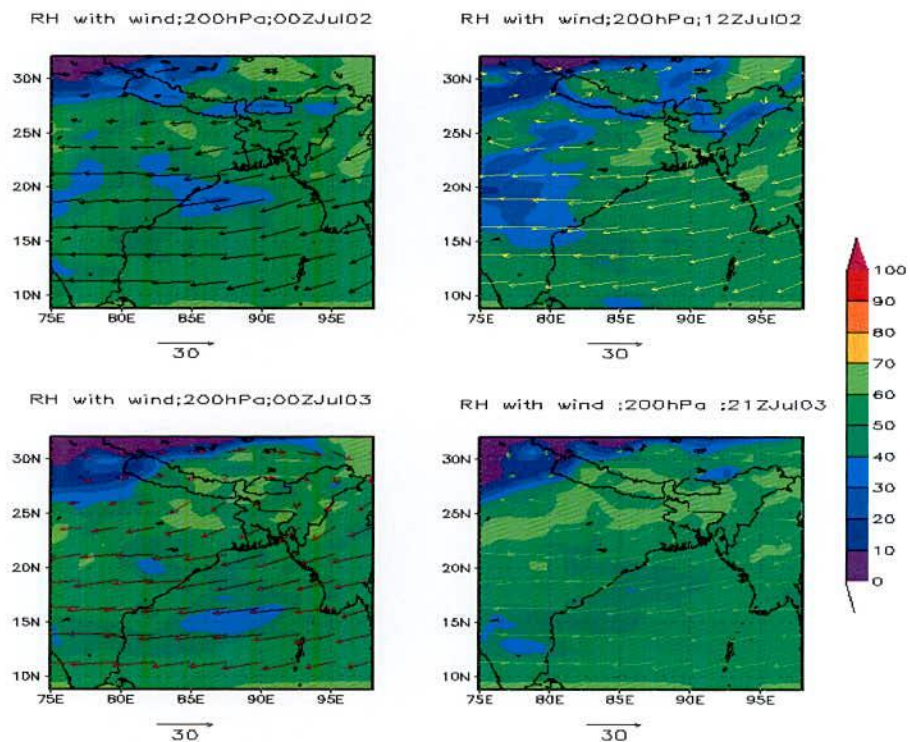 RH with wind;200hPa;00ZJul02
RH with wind;200hPa;12ZJul02
30N
25N
20N
15N
10N
75E 80E 85E 90E 95E
30
30N
25N
20N
15N
10N
75E 80E 85E 90E 95E
30
RH with wind;200hPa;00ZJul03
RH with wind ;200hPa ;21ZJul03
30N
25N
20N
15N
10N
75E 80E 85E 90E 95E
30
30N
25N
20N
15N
10N
75E 80E 85E 90E 95E
30
100
90
80
70
60
50
40
30
20
10
0